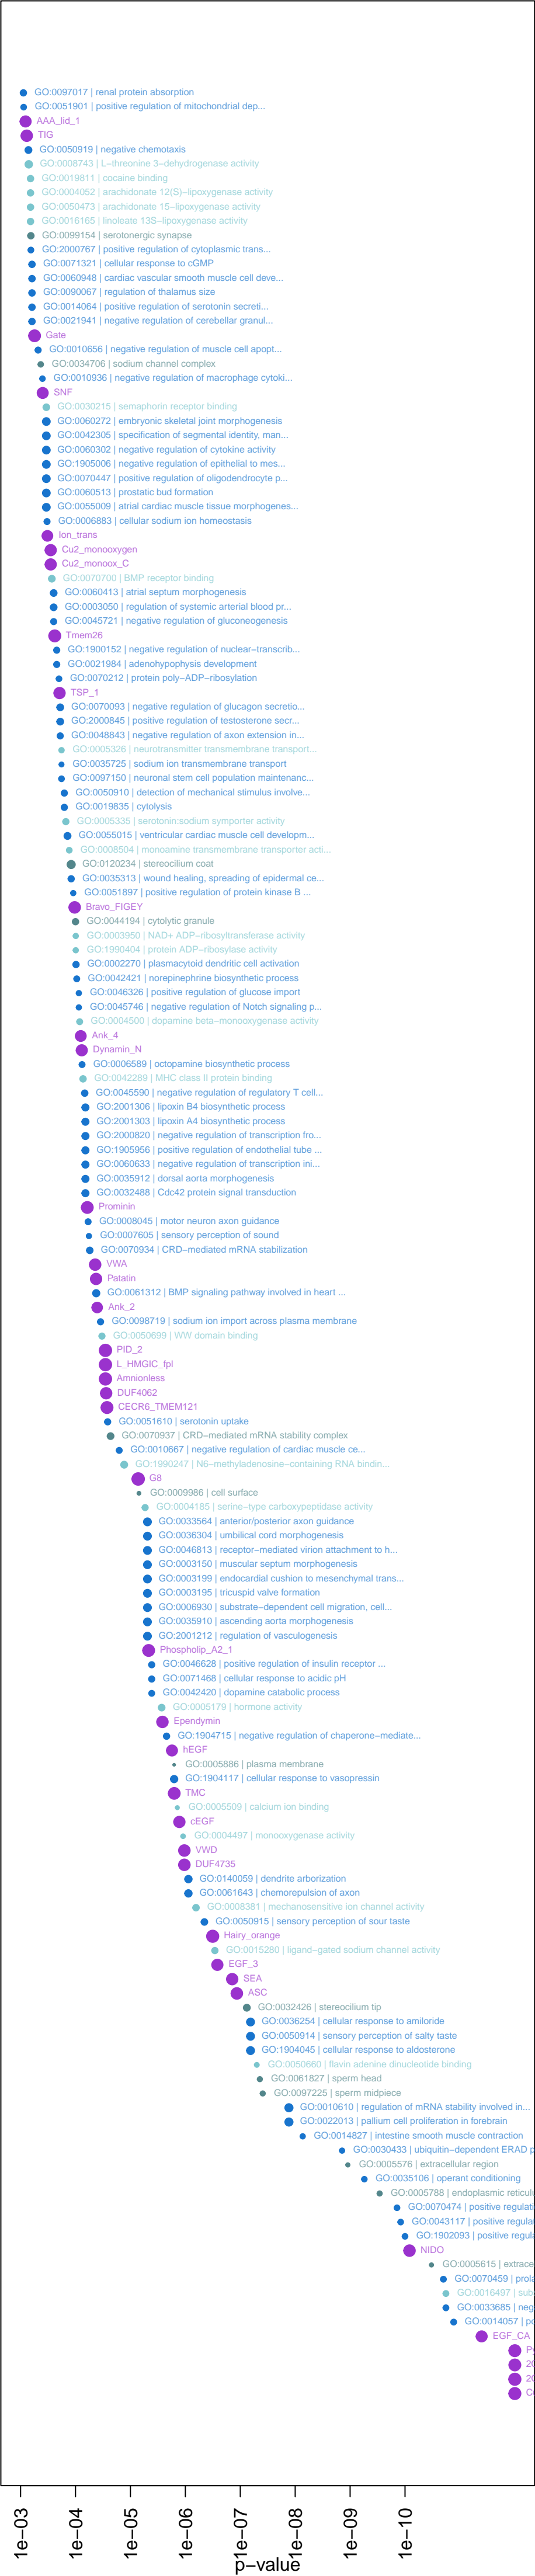 GO:0097017 | renal protein absorption
GO:0051901 | positive regulation of mitochondrial dep...
AAA_lid_1
TIG
GO:0050919 | negative chemotaxis
GO:0008743 | L−threonine 3−dehydrogenase activity
GO:0019811 | cocaine binding
GO:0004052 | arachidonate 12(S)−lipoxygenase activity
GO:0050473 | arachidonate 15−lipoxygenase activity
GO:0016165 | linoleate 13S−lipoxygenase activity
GO:0099154 | serotonergic synapse
GO:2000767 | positive regulation of cytoplasmic trans...
GO:0071321 | cellular response to cGMP
GO:0060948 | cardiac vascular smooth muscle cell deve...
GO:0090067 | regulation of thalamus size
GO:0014064 | positive regulation of serotonin secreti...
GO:0021941 | negative regulation of cerebellar granul...
Gate
GO:0010656 | negative regulation of muscle cell apopt...
GO:0034706 | sodium channel complex
GO:0010936 | negative regulation of macrophage cytoki...
SNF
GO:0030215 | semaphorin receptor binding
GO:0060272 | embryonic skeletal joint morphogenesis
GO:0042305 | specification of segmental identity, man...
GO:0060302 | negative regulation of cytokine activity
GO:1905006 | negative regulation of epithelial to mes...
GO:0070447 | positive regulation of oligodendrocyte p...
GO:0060513 | prostatic bud formation
GO:0055009 | atrial cardiac muscle tissue morphogenes...
GO:0006883 | cellular sodium ion homeostasis
Ion_trans
Cu2_monooxygen
Cu2_monoox_C
GO:0070700 | BMP receptor binding
GO:0060413 | atrial septum morphogenesis
GO:0003050 | regulation of systemic arterial blood pr...
GO:0045721 | negative regulation of gluconeogenesis
Tmem26
GO:1900152 | negative regulation of nuclear−transcrib...
GO:0021984 | adenohypophysis development
GO:0070212 | protein poly−ADP−ribosylation
TSP_1
GO:0070093 | negative regulation of glucagon secretio...
GO:2000845 | positive regulation of testosterone secr...
GO:0048843 | negative regulation of axon extension in...
GO:0005326 | neurotransmitter transmembrane transport...
GO:0035725 | sodium ion transmembrane transport
GO:0097150 | neuronal stem cell population maintenanc...
GO:0050910 | detection of mechanical stimulus involve...
GO:0019835 | cytolysis
GO:0005335 | serotonin:sodium symporter activity
GO:0055015 | ventricular cardiac muscle cell developm...
GO:0008504 | monoamine transmembrane transporter acti...
GO:0120234 | stereocilium coat
GO:0035313 | wound healing, spreading of epidermal ce...
GO:0051897 | positive regulation of protein kinase B ...
Bravo_FIGEY
GO:0044194 | cytolytic granule
GO:0003950 | NAD+ ADP−ribosyltransferase activity
GO:1990404 | protein ADP−ribosylase activity
GO:0002270 | plasmacytoid dendritic cell activation
GO:0042421 | norepinephrine biosynthetic process
GO:0046326 | positive regulation of glucose import
GO:0045746 | negative regulation of Notch signaling p...
GO:0004500 | dopamine beta−monooxygenase activity
Ank_4
Dynamin_N
GO:0006589 | octopamine biosynthetic process
GO:0042289 | MHC class II protein binding
GO:0045590 | negative regulation of regulatory T cell...
GO:2001306 | lipoxin B4 biosynthetic process
GO:2001303 | lipoxin A4 biosynthetic process
GO:2000820 | negative regulation of transcription fro...
GO:1905956 | positive regulation of endothelial tube ...
GO:0060633 | negative regulation of transcription ini...
GO:0035912 | dorsal aorta morphogenesis
GO:0032488 | Cdc42 protein signal transduction
Prominin
GO:0008045 | motor neuron axon guidance
GO:0007605 | sensory perception of sound
GO:0070934 | CRD−mediated mRNA stabilization
VWA
Patatin
GO:0061312 | BMP signaling pathway involved in heart ...
Ank_2
GO:0098719 | sodium ion import across plasma membrane
GO:0050699 | WW domain binding
PID_2
L_HMGIC_fpl
Amnionless
DUF4062
CECR6_TMEM121
GO:0051610 | serotonin uptake
GO:0070937 | CRD−mediated mRNA stability complex
GO:0010667 | negative regulation of cardiac muscle ce...
GO:1990247 | N6−methyladenosine−containing RNA bindin...
G8
GO:0009986 | cell surface
GO:0004185 | serine−type carboxypeptidase activity
GO:0033564 | anterior/posterior axon guidance
GO:0036304 | umbilical cord morphogenesis
GO:0046813 | receptor−mediated virion attachment to h...
GO:0003150 | muscular septum morphogenesis
GO:0003199 | endocardial cushion to mesenchymal trans...
GO:0003195 | tricuspid valve formation
GO:0006930 | substrate−dependent cell migration, cell...
GO:0035910 | ascending aorta morphogenesis
GO:2001212 | regulation of vasculogenesis
Phospholip_A2_1
GO:0046628 | positive regulation of insulin receptor ...
GO:0071468 | cellular response to acidic pH
GO:0042420 | dopamine catabolic process
GO:0005179 | hormone activity
Ependymin
GO:1904715 | negative regulation of chaperone−mediate...
hEGF
GO:0005886 | plasma membrane
GO:1904117 | cellular response to vasopressin
TMC
GO:0005509 | calcium ion binding
cEGF
GO:0004497 | monooxygenase activity
VWD
DUF4735
GO:0140059 | dendrite arborization
GO:0061643 | chemorepulsion of axon
GO:0008381 | mechanosensitive ion channel activity
GO:0050915 | sensory perception of sour taste
Hairy_orange
GO:0015280 | ligand−gated sodium channel activity
EGF_3
SEA
ASC
GO:0032426 | stereocilium tip
GO:0036254 | cellular response to amiloride
GO:0050914 | sensory perception of salty taste
GO:1904045 | cellular response to aldosterone
GO:0050660 | flavin adenine dinucleotide binding
GO:0061827 | sperm head
GO:0097225 | sperm midpiece
GO:0010610 | regulation of mRNA stability involved in...
GO:0022013 | pallium cell proliferation in forebrain
GO:0014827 | intestine smooth muscle contraction
GO:0030433 | ubiquitin−dependent ERAD p
GO:0005576 | extracellular region
GO:0035106 | operant conditioning
GO:0005788 | endoplasmic reticul
GO:0070474 | positive regulati
GO:0043117 | positive regula
GO:1902093 | positive regul
NIDO
GO:0005615 | extrace
GO:0070459 | prola
GO:0016497 | sub
GO:0033685 | neg
GO:0014057 | po
EGF_CA
P
2
2
C
1e−03
1e−04
1e−05
1e−06
1e−07
1e−08
1e−09
1e−10
p−value